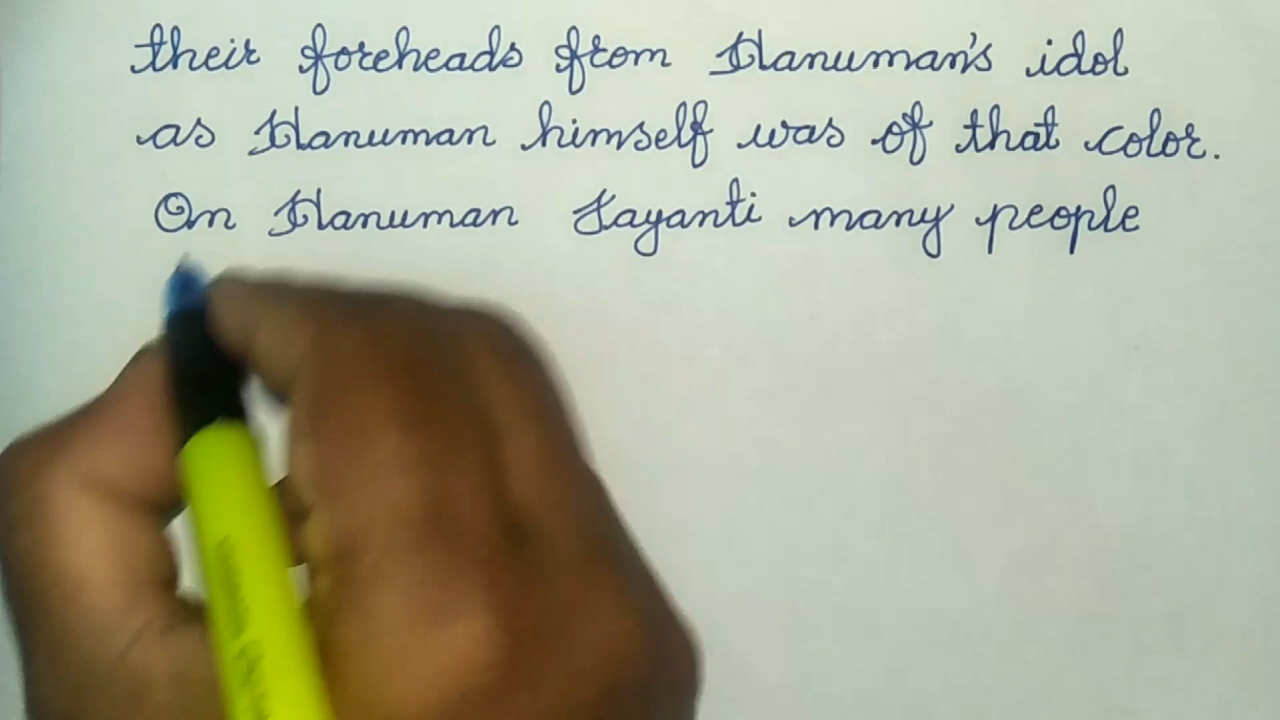 their foreheads from Hanuman's idol
as Hanuman himself was of that color.
On Hanuman Jayanti many people